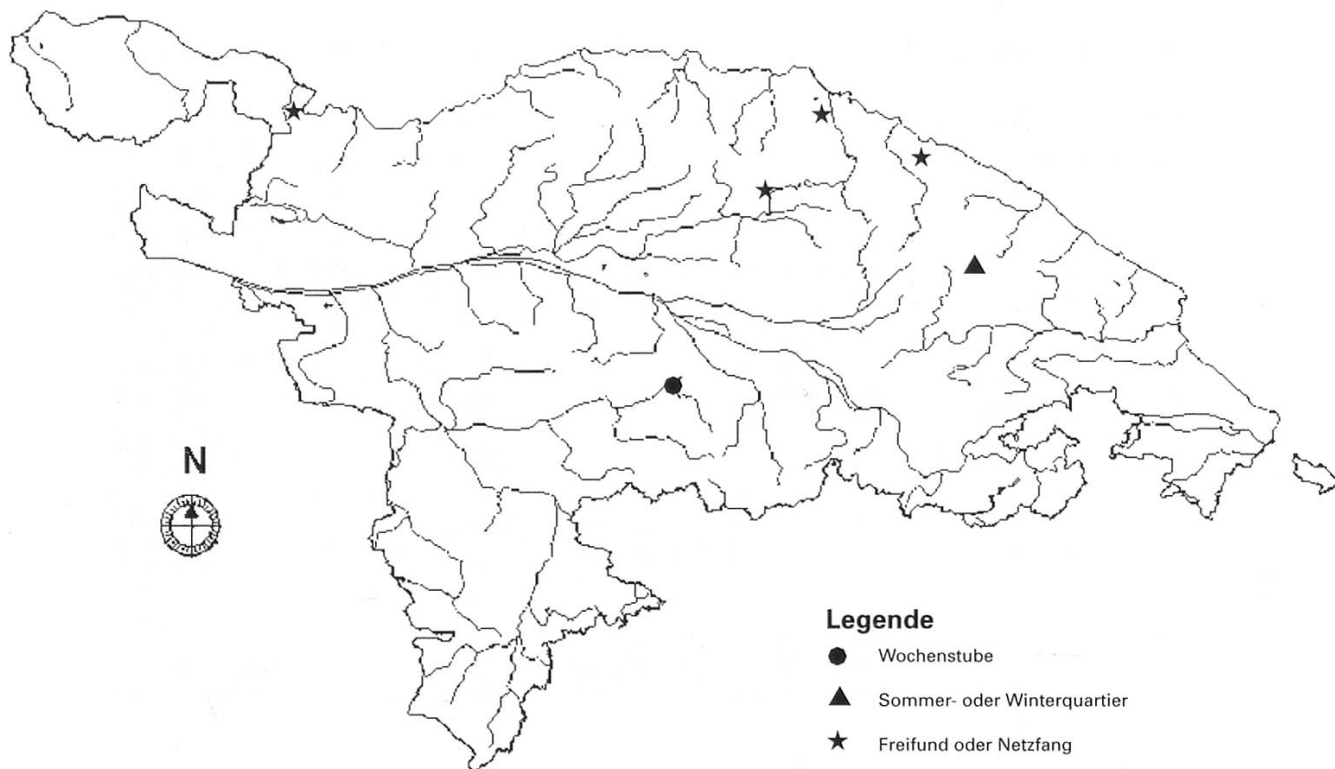 N
Legende
Wochenstube
Sommer- oder Winterquartier
Freifund oder Netzfang